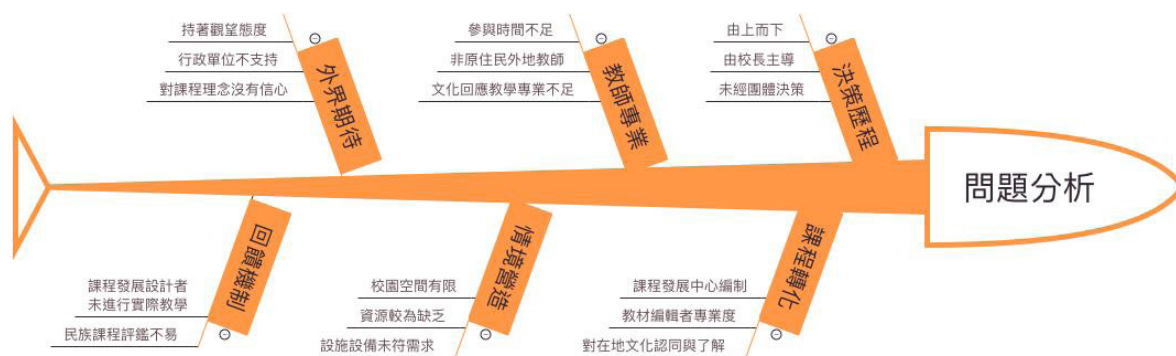 外界期待
持著觀望態度
行政單位不支持
對課程理念沒有信心
教師專業
參與時間不足
非原住民外地教師
文化回應教學專業不足
決策歷程
由上而下
由校長主導
未經團體決策
問題分析
回饋機制
課程發展設計者
未進行實際教學
民族課程評鑑不易
情境營造
校園空間有限
資源較為缺乏
設施設備未符需求
課程轉化
課程發展中心編制
教材編輯者專業度
對在地文化認同與了解